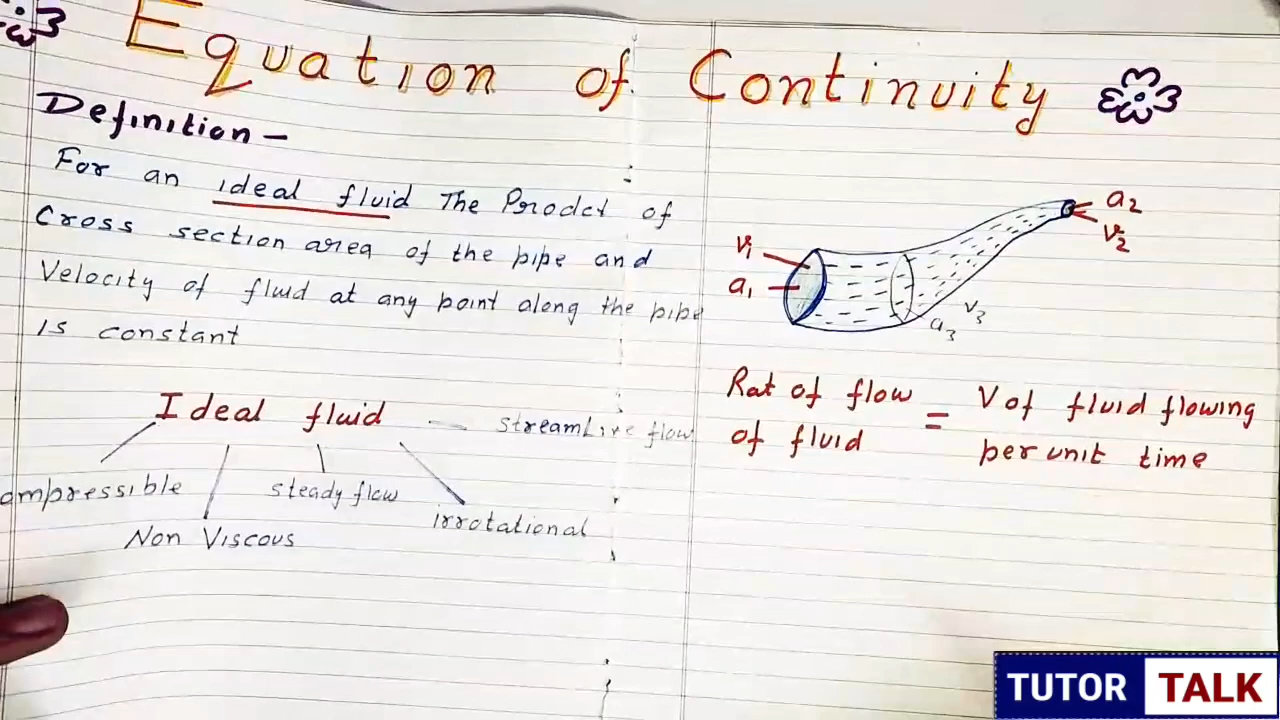 Equation of Continuity
Definition -
For an ideal fluid The Prodct of
Cross section area of the pipe and
Velocity of fluid at any point along the pipe
is constant
Ideal fluid
streamline flow
ompressible
steady flow
irrotational
Non Viscous
v1
a1
a2
v2
v3
a3
Rat of flow
of fluid
=
V of fluid flowing
per unit time
TUTOR TALK